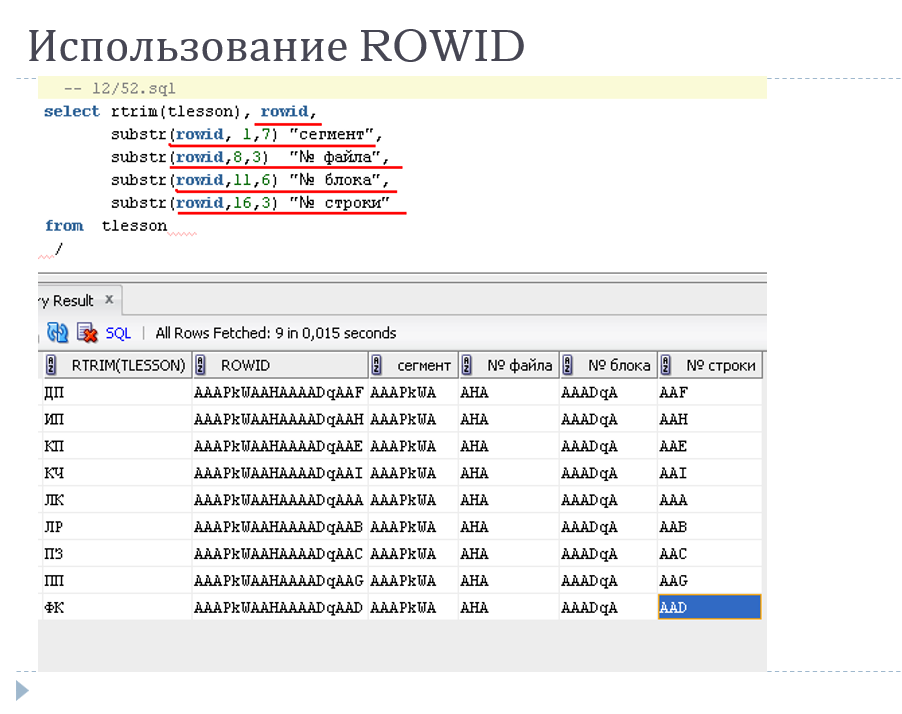 Использование ROWID
-- 12/52.sql
select rtrim(tlesson), rowid,
substr(rowid, 1,7) "сегмент",
substr(rowid,8,3) "№ файла",
substr(rowid,11,6) "№ блока",
substr(rowid,16,3) "№ строки"
from tlesson
/
ry Result x
SQL | All Rows Fetched: 9 in 0,015 seconds
RTRIM(TLESSON) ROWID сегмент № файла № блока № строки
ДП AAAPkWAAHAAAADqAAF AAAPkWA AHA AAADqA AAF
ИП AAAPkWAAHAAAADqAAH AAAPkWA AHA AAADqA AAH
КП AAAPkWAAHAAAADqAAE AAAPkWA AHA AAADqA AAE
КЧ AAAPkWAAHAAAADqAAI AAAPkWA AHA AAADqA AAI
ЛК AAAPkWAAHAAAADqAAA AAAPkWA AHA AAADqA AAA
ЛР AAAPkWAAHAAAADqAAB AAAPkWA AHA AAADqA AAB
ПЗ AAAPkWAAHAAAADqAAC AAAPkWA AHA AAADqA AAC
ПП AAAPkWAAHAAAADqAAG AAAPkWA AHA AAADqA AAG
ФК AAAPkWAAHAAAADqAAD AAAPkWA AHA AAADqA AAD